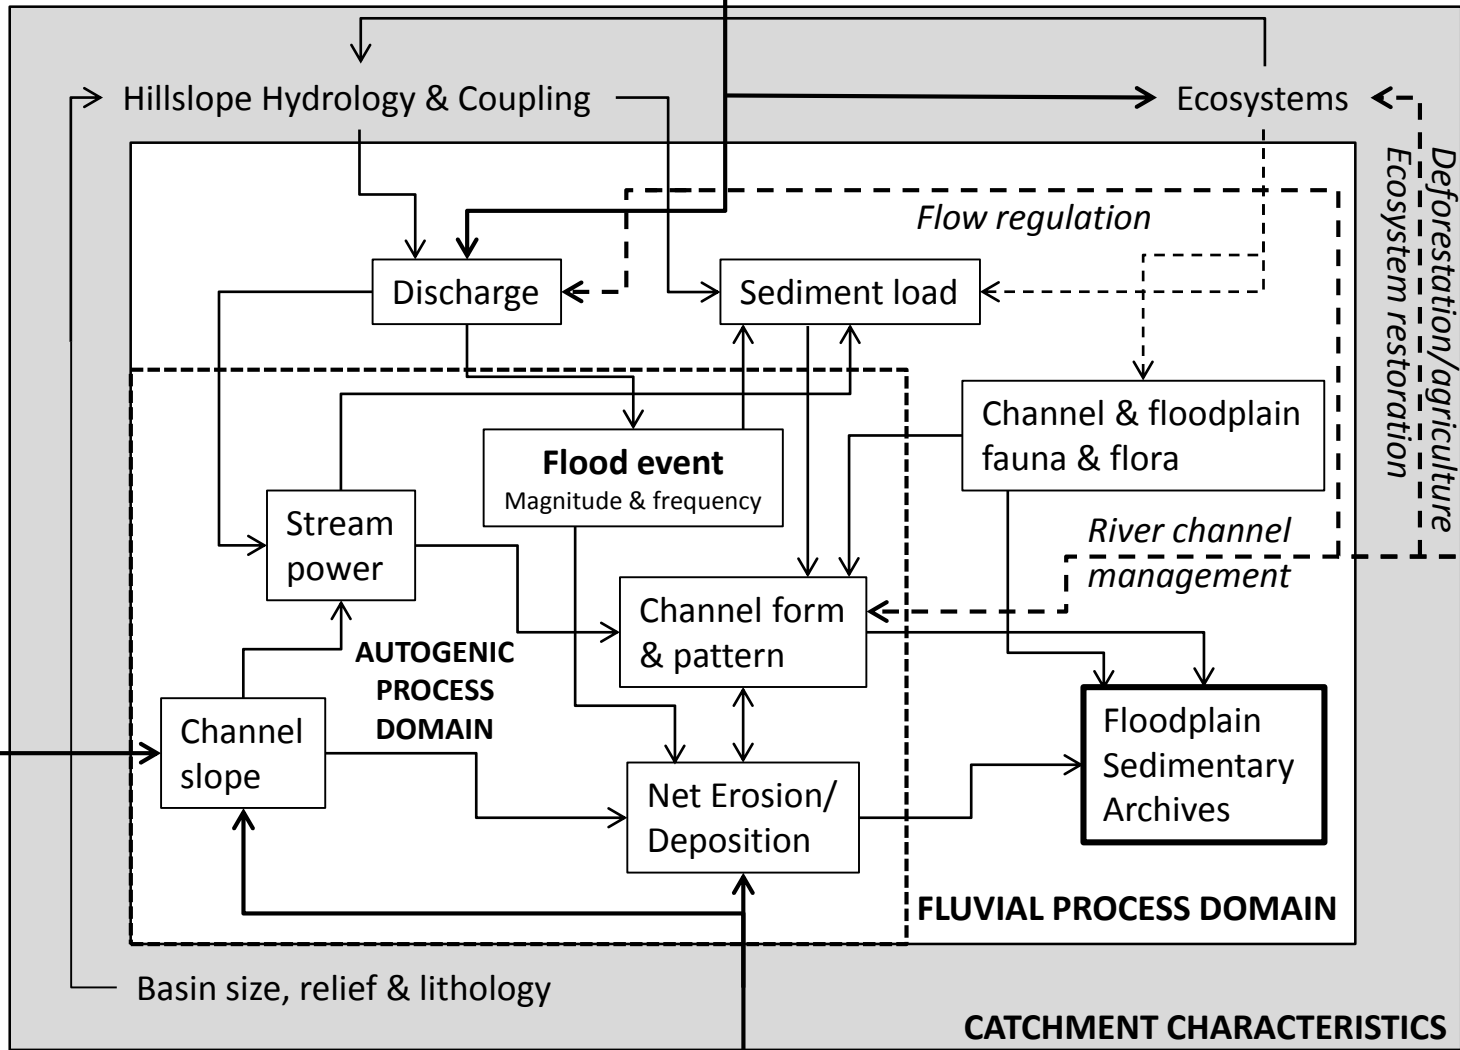 Hillslope Hydrology & Coupling
Ecosystems
Deforestation/agriculture
Ecosystem restoration
Flow regulation
Discharge
Sediment load
Channel & floodplain
fauna & flora
Flood event
Magnitude & frequency
Stream
power
River channel
management
Channel form
& pattern
AUTOGENIC
PROCESS
DOMAIN
Channel
slope
Floodplain
Sedimentary
Archives
Net Erosion/
Deposition
FLUVIAL PROCESS DOMAIN
Basin size, relief & lithology
CATCHMENT CHARACTERISTICS